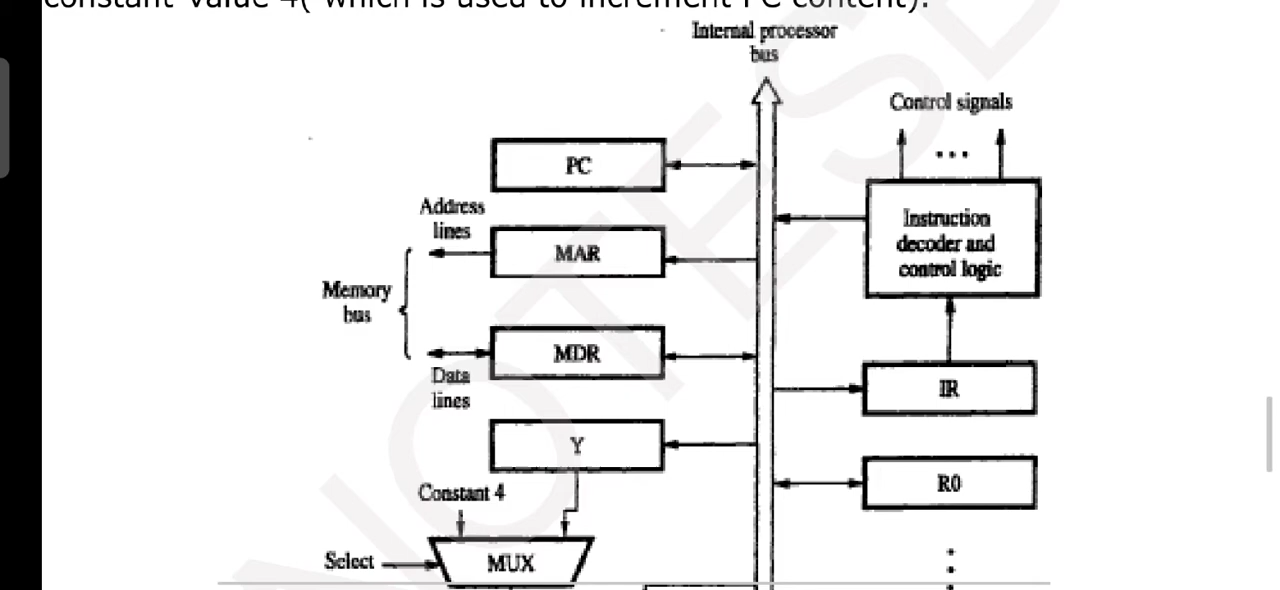 constant value 4( which is used to increment PC content).
Internal processor
bus
Control signals
...
PC
Address
lines
Instruction
decoder and
control logic
MAR
Memory
bus
MDR
Data
lines
IR
Y
R0
Constant 4
Select
MUX